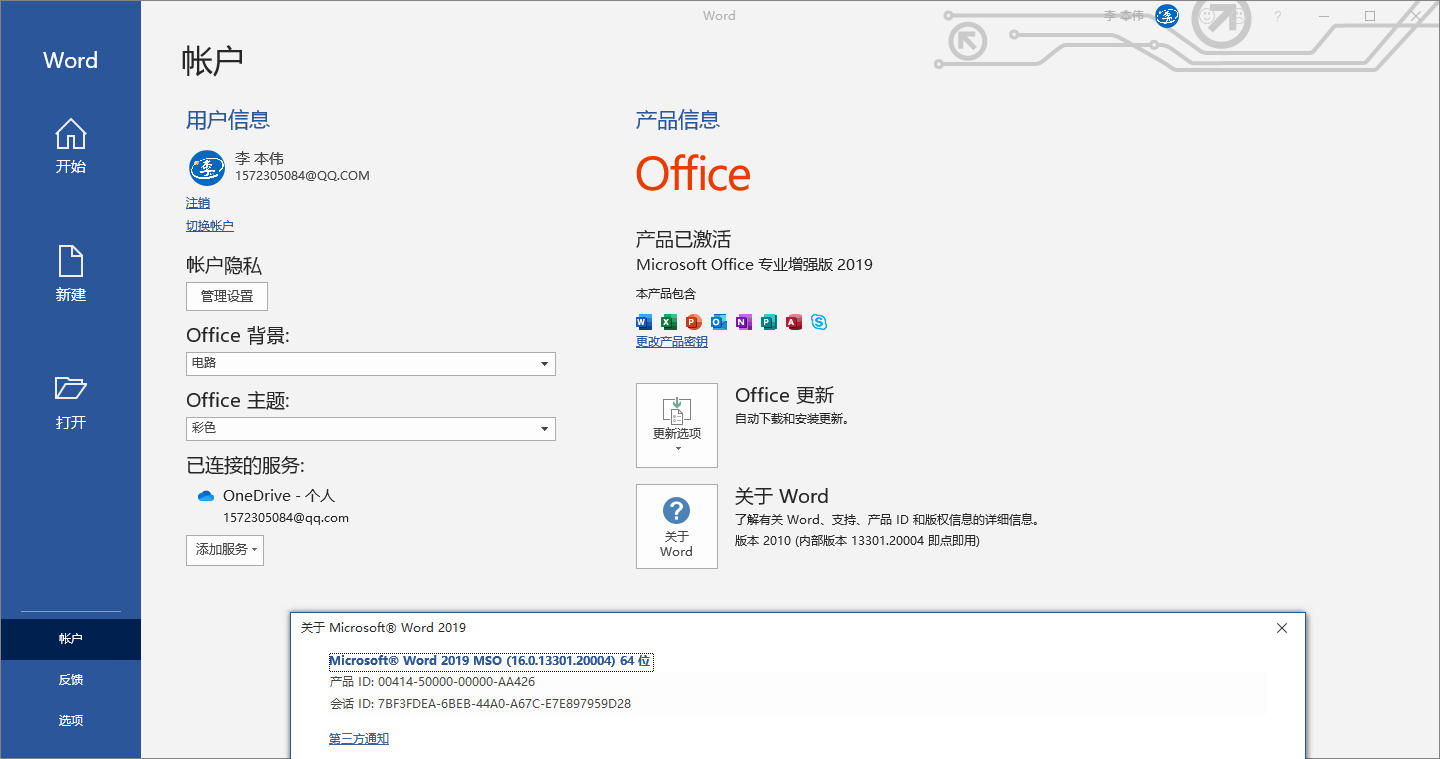 Word
李 本伟
Word
开始
新建
打开
帐户
反馈
选项
帐户
用户信息
李 本伟
1572305084@QQ.COM
注销
切换帐户
帐户隐私
管理设置
Office 背景:
电路
Office 主题:
彩色
已连接的服务:
OneDrive - 个人
1572305084@qq.com
添加服务
产品信息
Office
产品已激活
Microsoft Office 专业增强版 2019
本产品包含
更改产品密钥
更新选项
Office 更新
自动下载和安装更新。
关于
Word
关于 Word
了解有关 Word、支持、产品 ID 和版权信息的详细信息。
版本 2010 (内部版本 13301.20004 即点即用)
关于 Microsoft® Word 2019
Microsoft® Word 2019 MSO (16.0.13301.20004) 64 位
产品 ID: 00414-50000-00000-AA426
会话 ID: 7BF3FDEA-6BEB-44A0-A67C-E7E897959D28
第三方通知